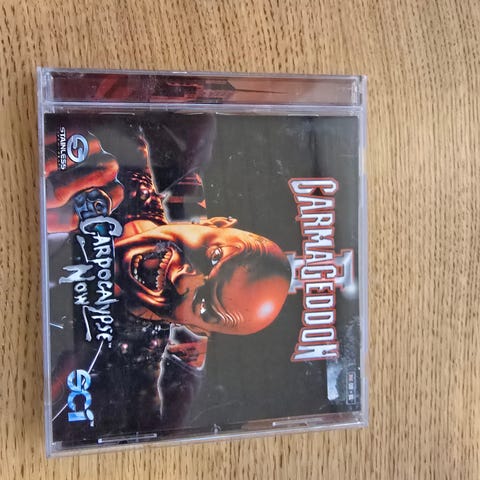 CARMAGEDDON
II
CARPOCALYPSE
NOW
STAINLESS
SCi